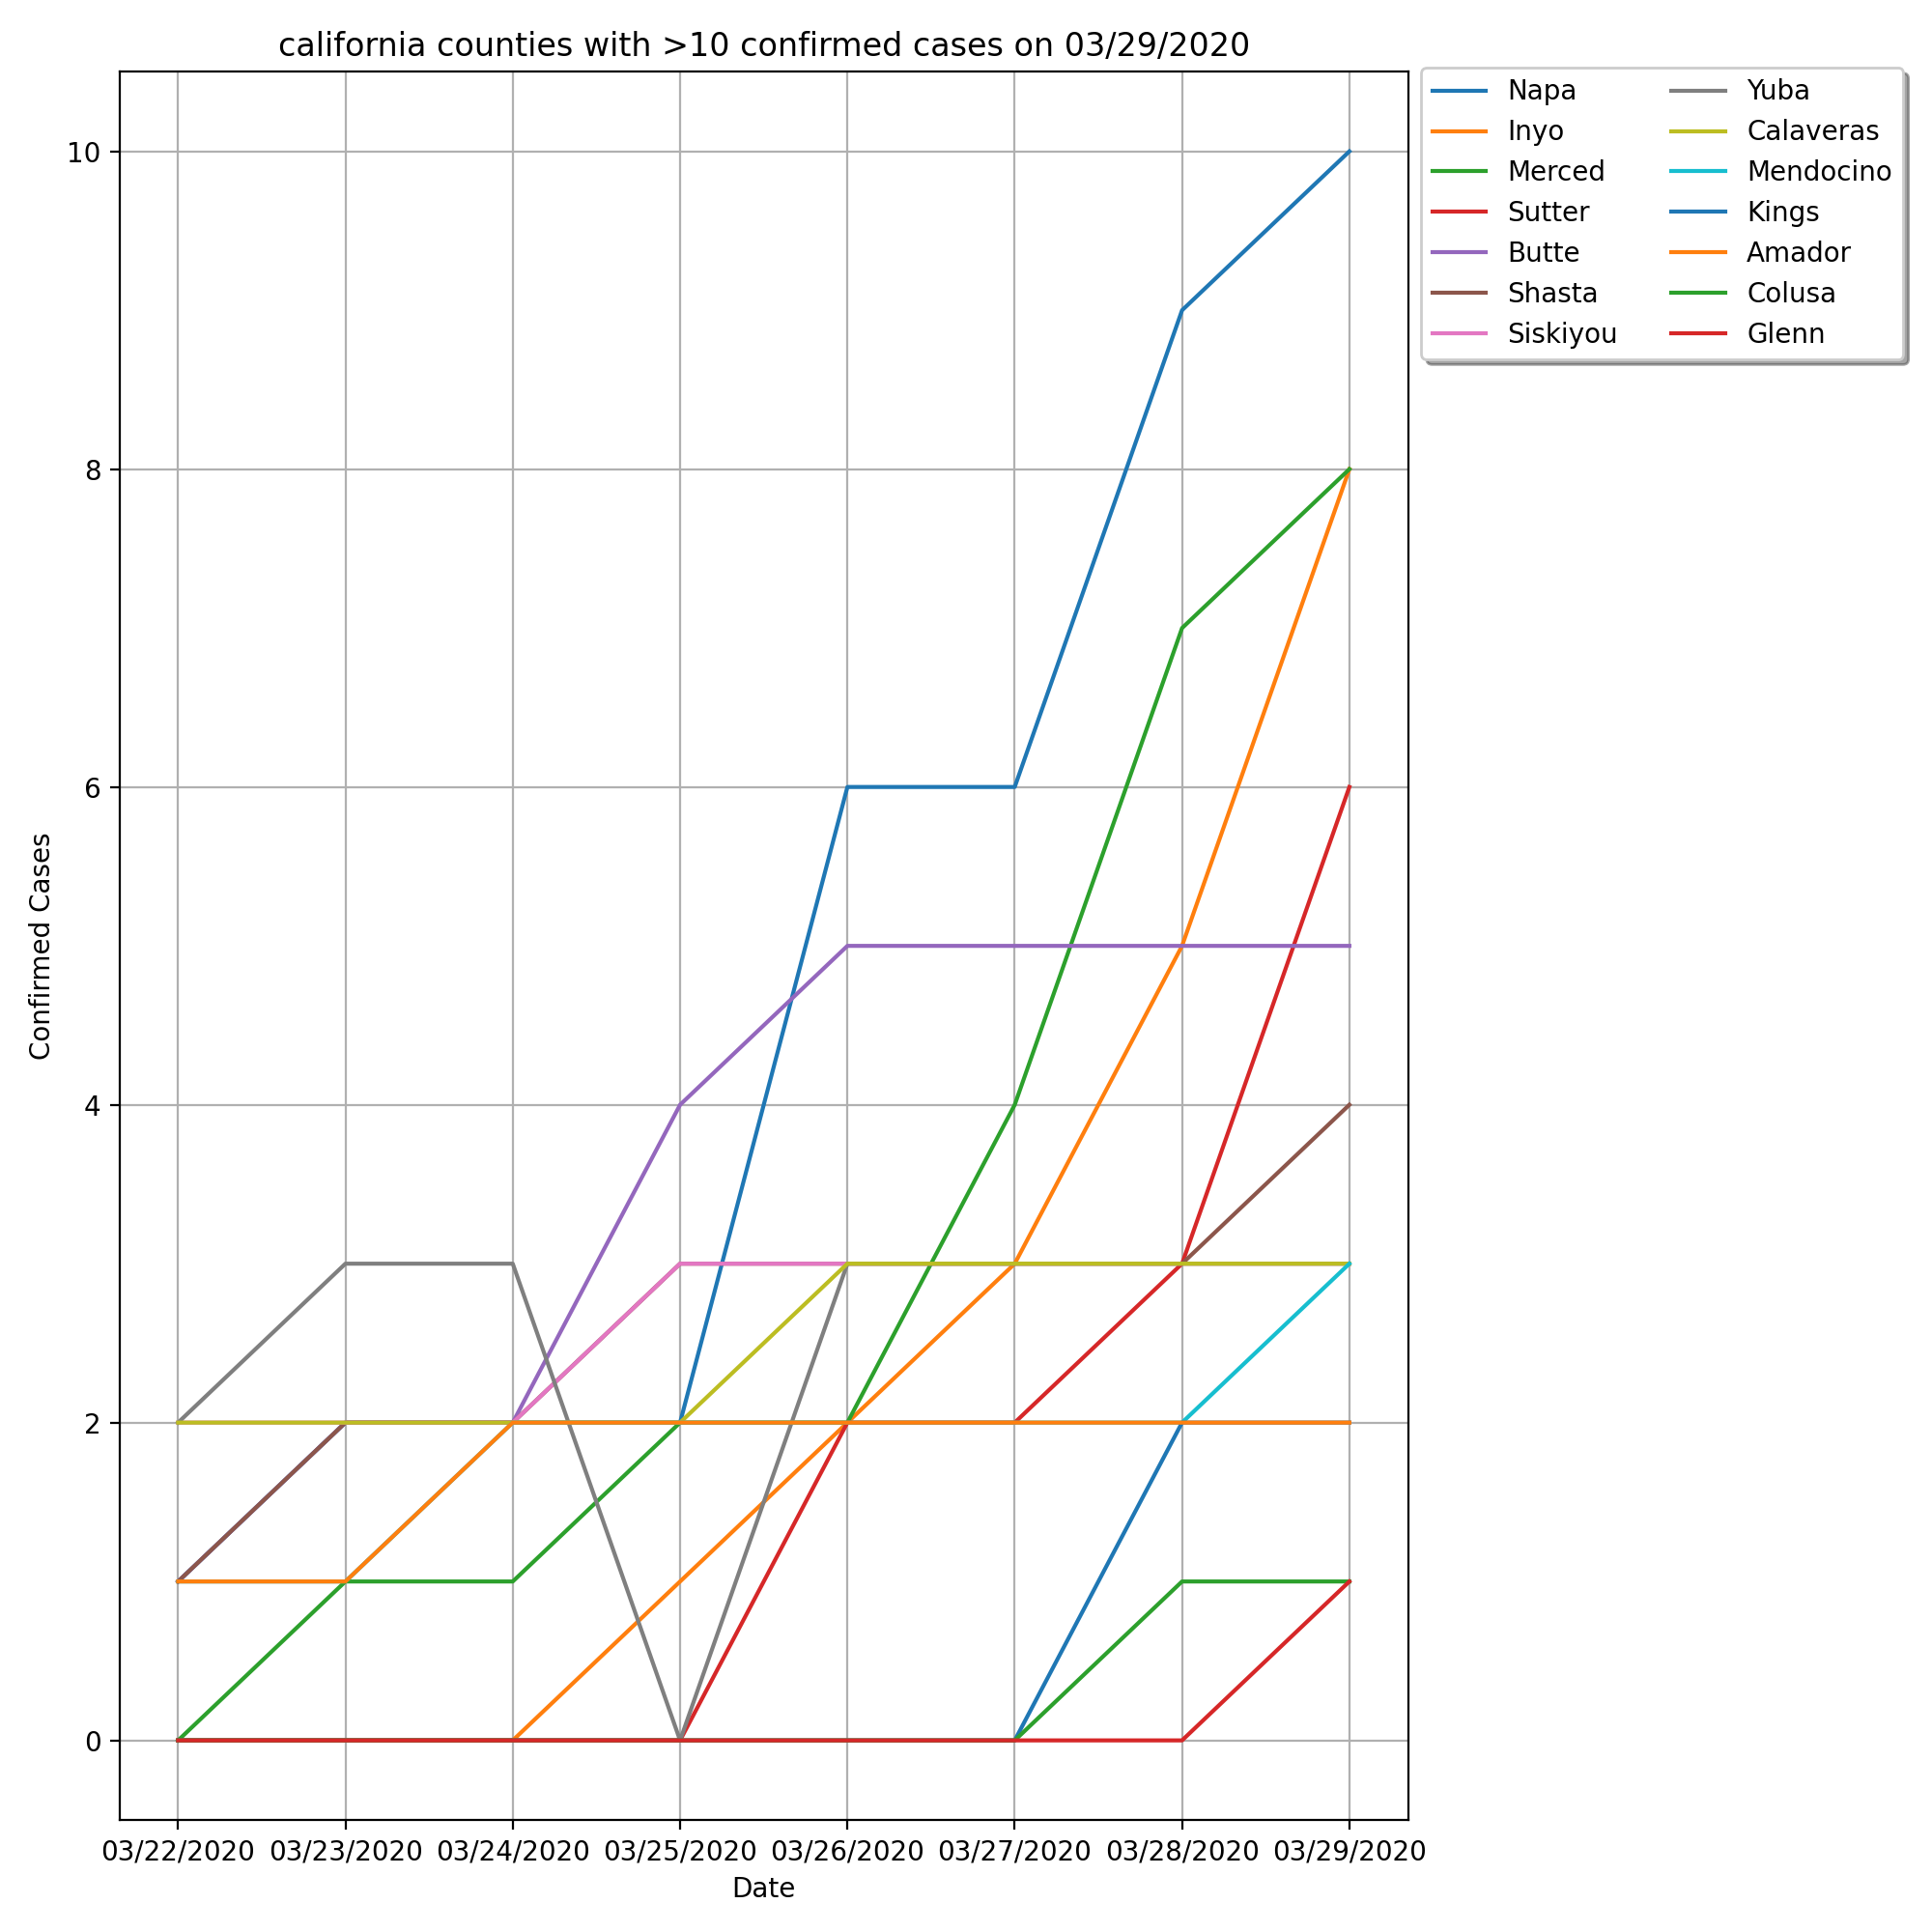 california counties with >10 confirmed cases on 03/29/2020
Napa
Inyo
Merced
Sutter
Butte
Shasta
Siskiyou
Yuba
Calaveras
Mendocino
Kings
Amador
Colusa
Glenn
Confirmed Cases
10
8
6
4
2
0
03/22/2020 03/23/2020 03/24/2020 03/25/2020 03/26/2020 03/27/2020 03/28/2020 03/29/2020
Date